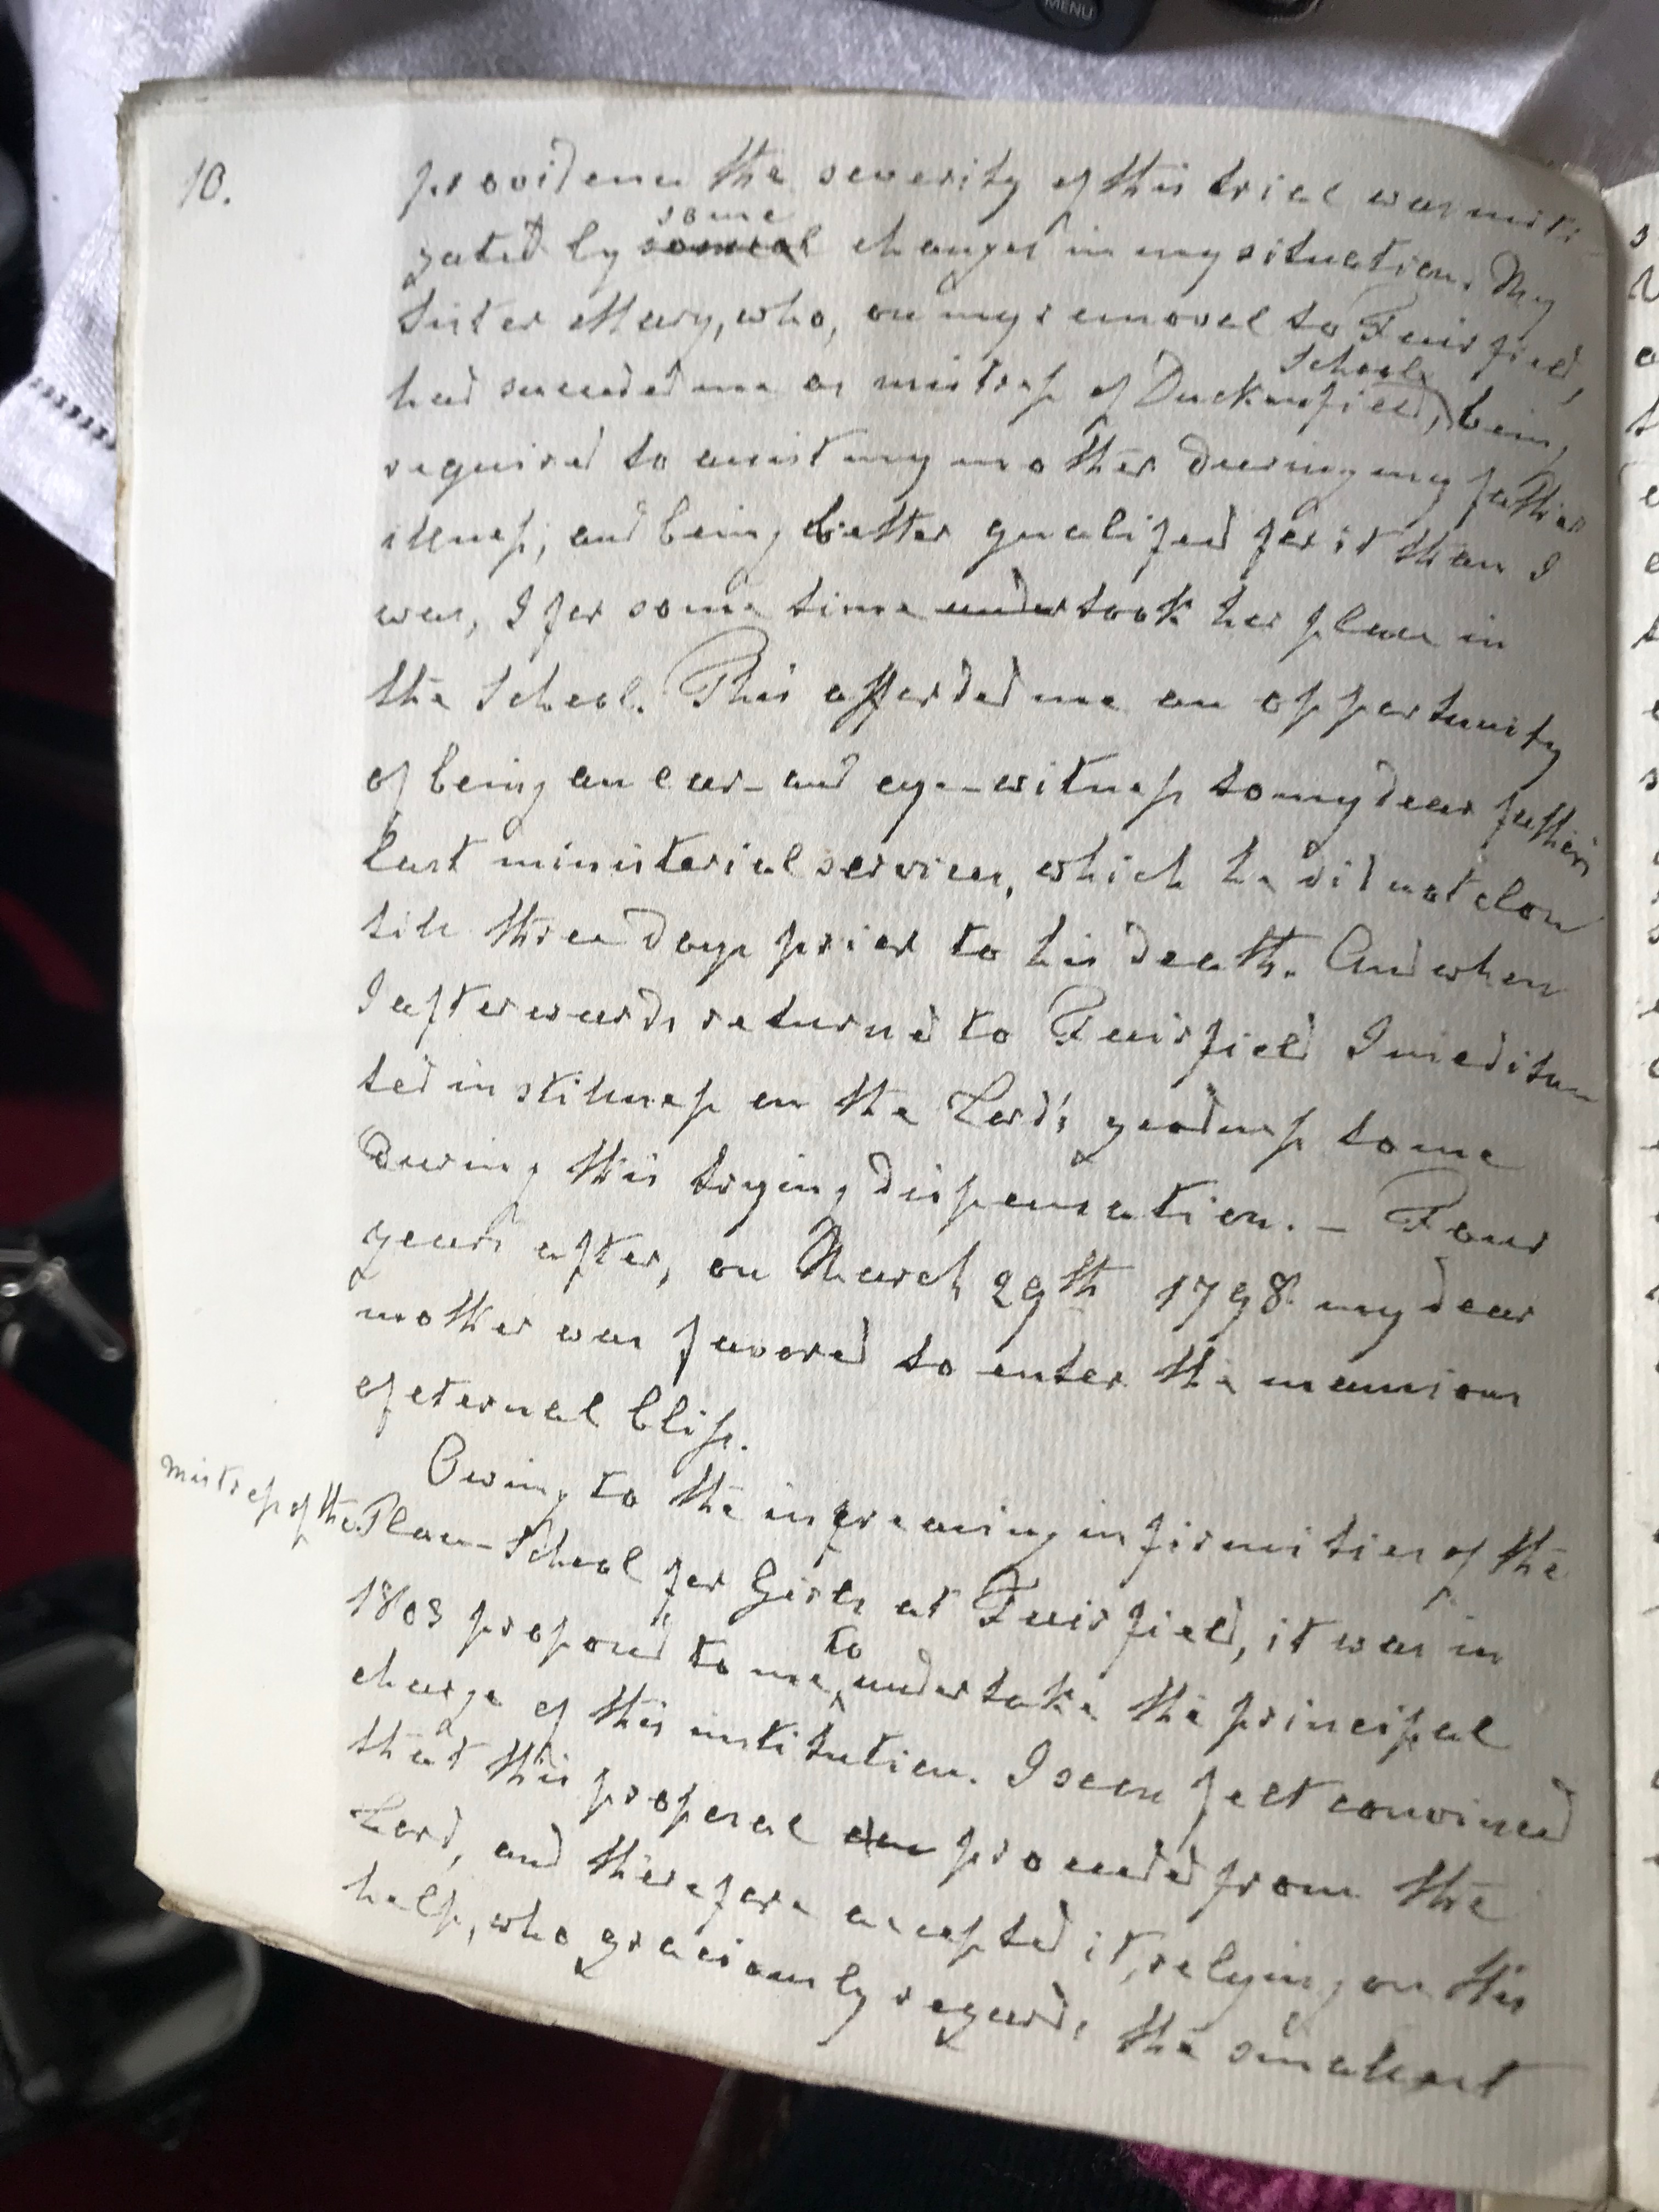 MENU
10.
providence the severity of this trial was miti-
some
gated by several changes in my situation. My
sister Mary, who, on my removal to Fairfield,
School
had succeeded me as mistress of Duckenfield, being
required to assist my mother during my father's
illness; and being better qualified for it than I
was, I for some time undertook her place in
the School. This afforded me an opportunity
of being an ear- and eye-witness to my dear father's
last ministerial services, which he did not close
till three days prior to his death. And when
I afterwards returned to Fairfield I medita-
ted in stillness on the Lord's goodness to me
during this trying dispensation. – Four
years after, on March 29th 1798 my dear
mother was favored to enter the mansions
of eternal bliss.
Owing to the increasing infirmities of the
mistress of the Place-School for Girls at Fairfield, it was in
to
1803 proposed to me undertake the principal
charge of this institution. I soon felt convinced
that this proposal proceeded from the
Lord, and therefore accepted it, relying on His
help, who graciously regards the smallest